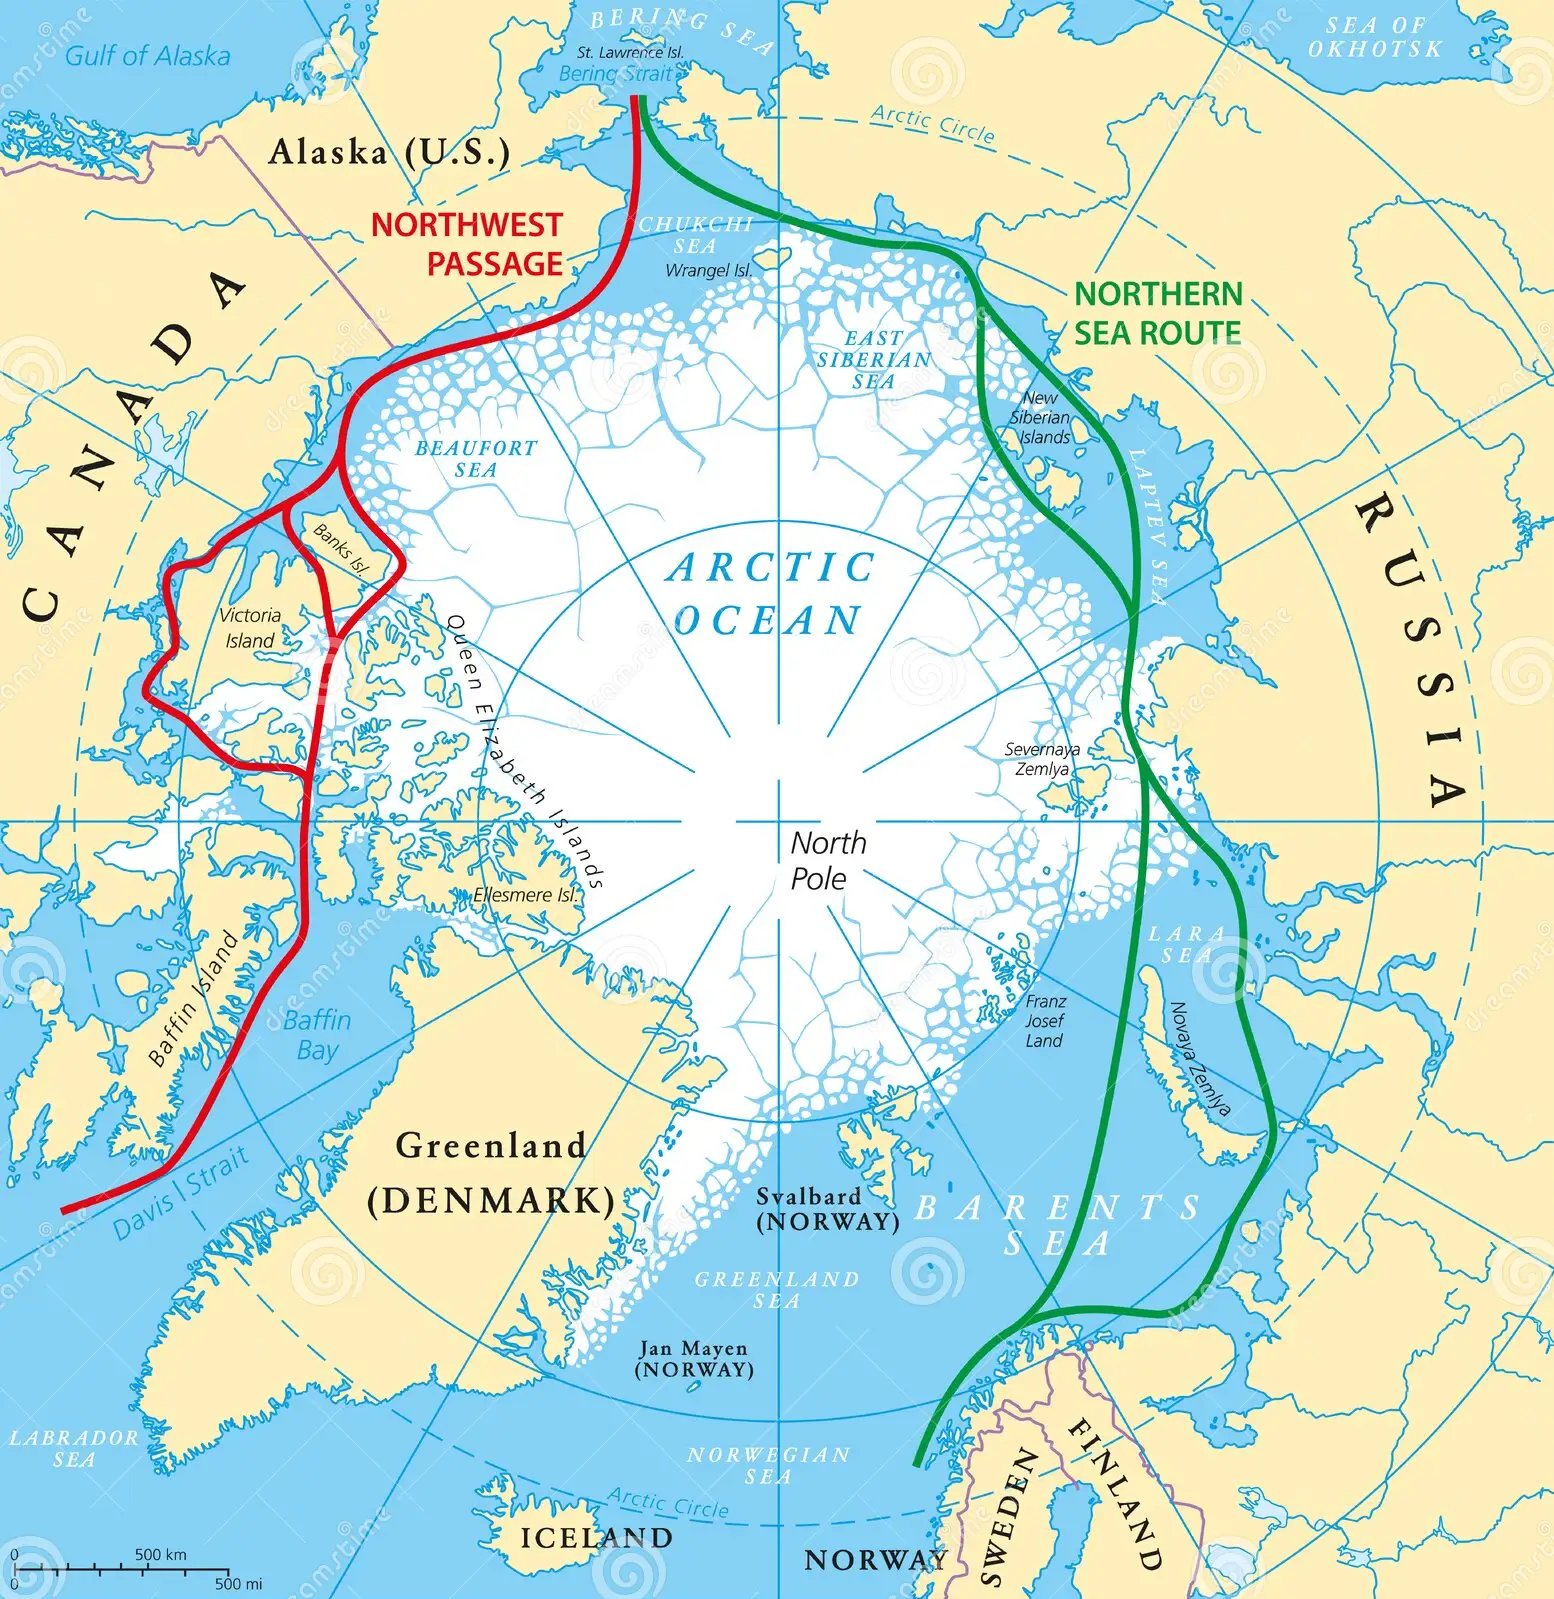 BERING SEA
SEA OF
OKHOTSK
Gulf of Alaska
St. Lawrence Isl.
Bering Strait
Arctic Circle
Alaska (U.S.)
NORTHWEST
PASSAGE
CHUKCHI
SEA
Wrangel Isl.
NORTHERN
SEA ROUTE
EAST
SIBERIAN
SEA
CANADA
New
Siberian
Islands
BEAUFORT
SEA
LAPTEV SEA
RUSSIA
Banks Isl.
ARCTIC
OCEAN
Victoria
Island
Queen Elizabeth Islands
Severnaya
Zemlya
North
Pole
Ellesmere Isl.
LARA
SEA
Baffin Island
Baffin
Bay
Franz
Josef
Land
Novaya Zemlya
Greenland
(DENMARK)
Davis Strait
Svalbard
(NORWAY)
BARENTS
SEA
GREENLAND
SEA
Jan Mayen
(NORWAY)
LABRADOR
SEA
NORWEGIAN
SEA
FINLAND
SWEDEN
Arctic Circle
ICELAND
NORWAY
0
500 km
0
500 mi
dreamstime